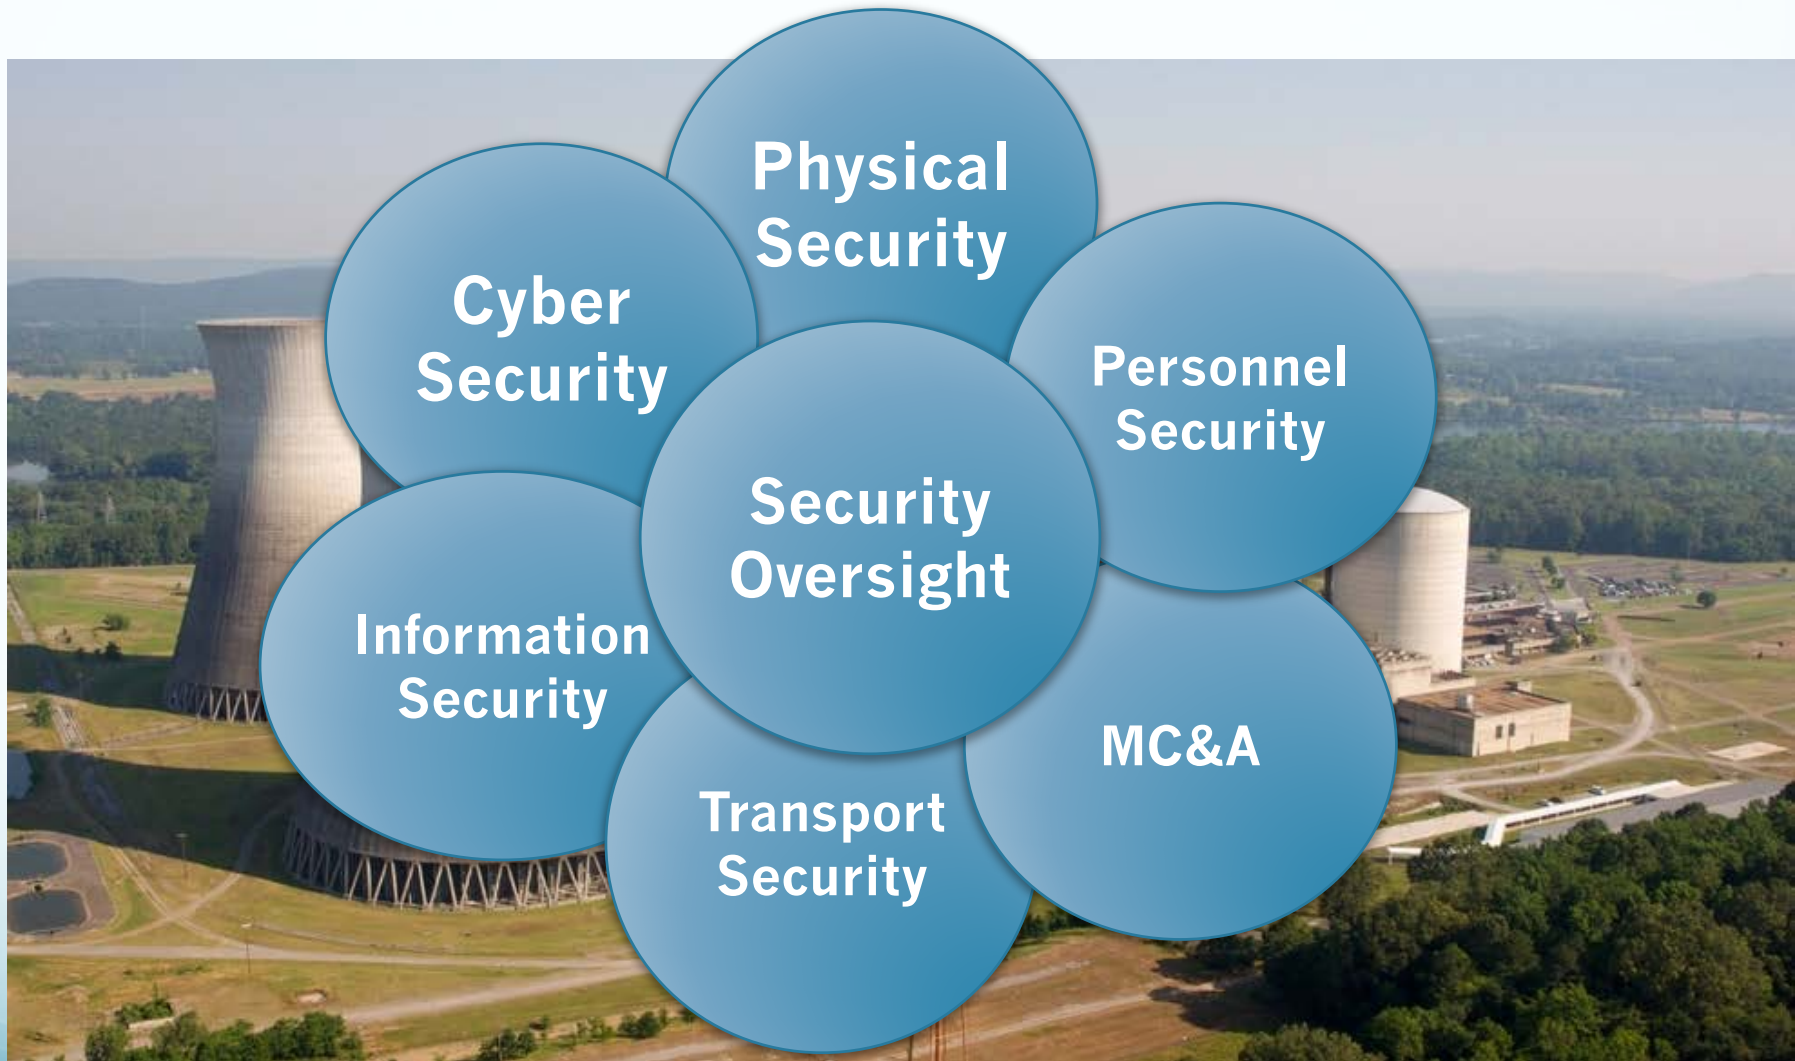 Physical
Security
Cyber
Security
Personnel
Security
Security
Oversight
Information
Security
MC&A
Transport
Security